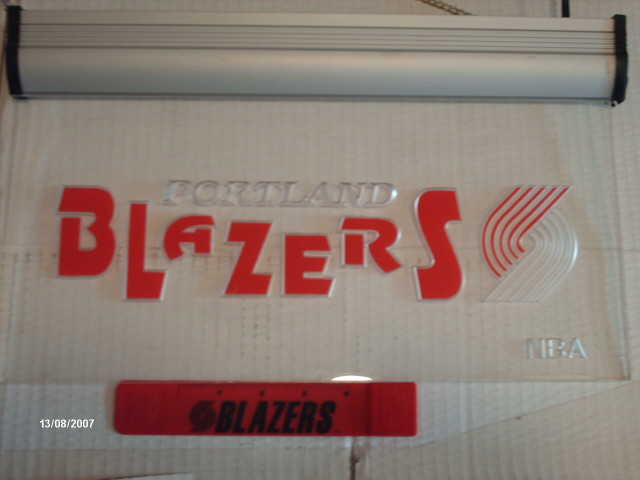 PORTLAND
BLAZERS
NBA
BLAZERS
13/08/2007